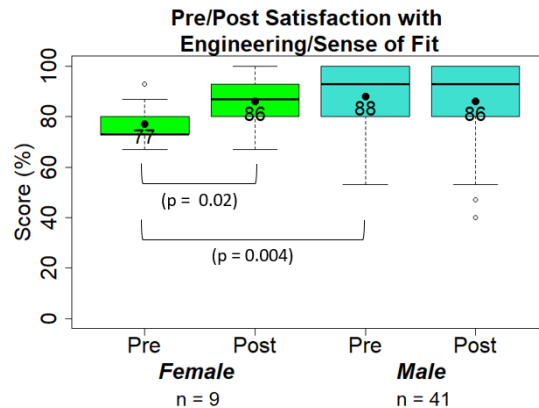 Pre/Post Satisfaction with
Engineering/Sense of Fit
Score (%)
100
80
60
40
20
0
77
86
88
86
(p = 0.02)
(p = 0.004)
Pre Post Pre Post
Female Male
n = 9 n = 41